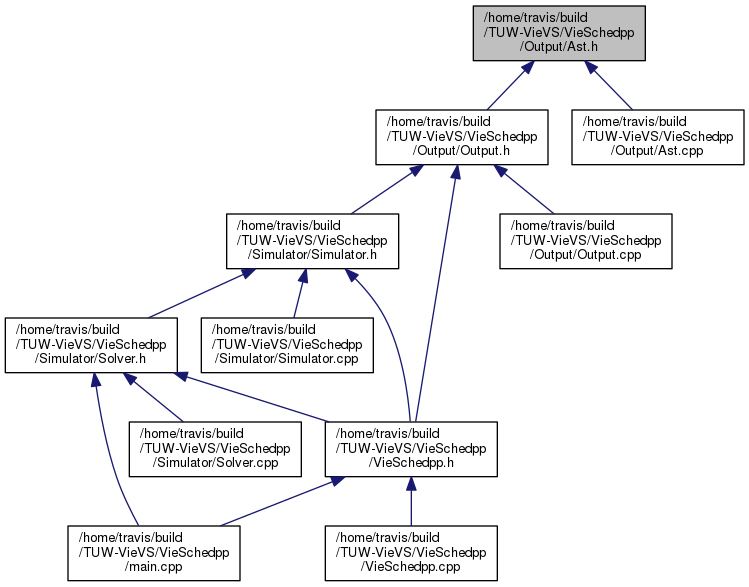 /home/travis/build
/TUW-VieVS/VieSchedpp
/Output/Ast.h
/home/travis/build
/TUW-VieVS/VieSchedpp
/Output/Output.h
/home/travis/build
/TUW-VieVS/VieSchedpp
/Output/Ast.cpp
/home/travis/build
/TUW-VieVS/VieSchedpp
/Simulator/Simulator.h
/home/travis/build
/TUW-VieVS/VieSchedpp
/Output/Output.cpp
/home/travis/build
/TUW-VieVS/VieSchedpp
/Simulator/Solver.h
/home/travis/build
/TUW-VieVS/VieSchedpp
/Simulator/Simulator.cpp
/home/travis/build
/TUW-VieVS/VieSchedpp
/Simulator/Solver.cpp
/home/travis/build
/TUW-VieVS/VieSchedpp
/VieSchedpp.h
/home/travis/build
/TUW-VieVS/VieSchedpp
/main.cpp
/home/travis/build
/TUW-VieVS/VieSchedpp
/VieSchedpp.cpp